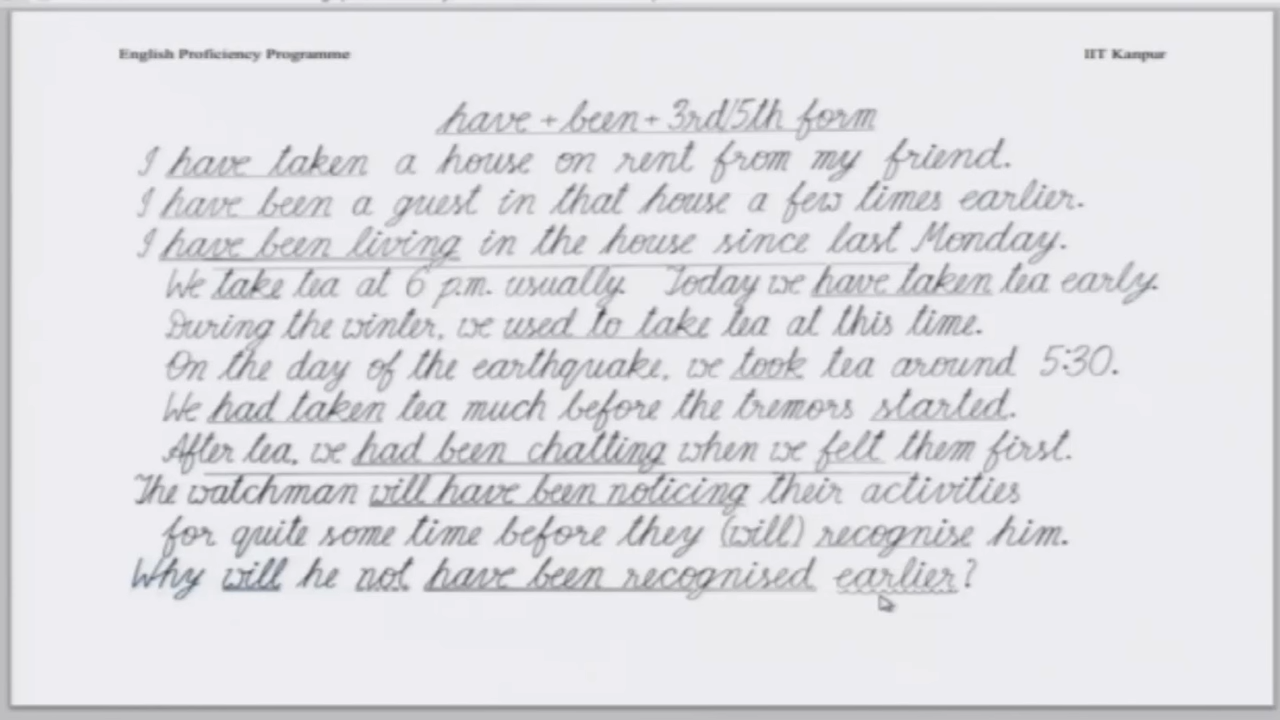 English Proficiency Programme IIT Kanpur
have + been + 3rd/5th form
I have taken a house on rent from my friend.
I have been a guest in that house a few times earlier.
I have been living in the house since last Monday.
We take tea at 6 p.m. usually. Today we have taken tea early.
During the winter, we used to take tea at this time.
On the day of the earthquake, we took tea around 5:30.
We had taken tea much before the tremors started.
After tea, we had been chatting when we felt them first.
The watchman will have been noticing their activities
for quite some time before they (will) recognise him.
Why will he not have been recognised earlier?